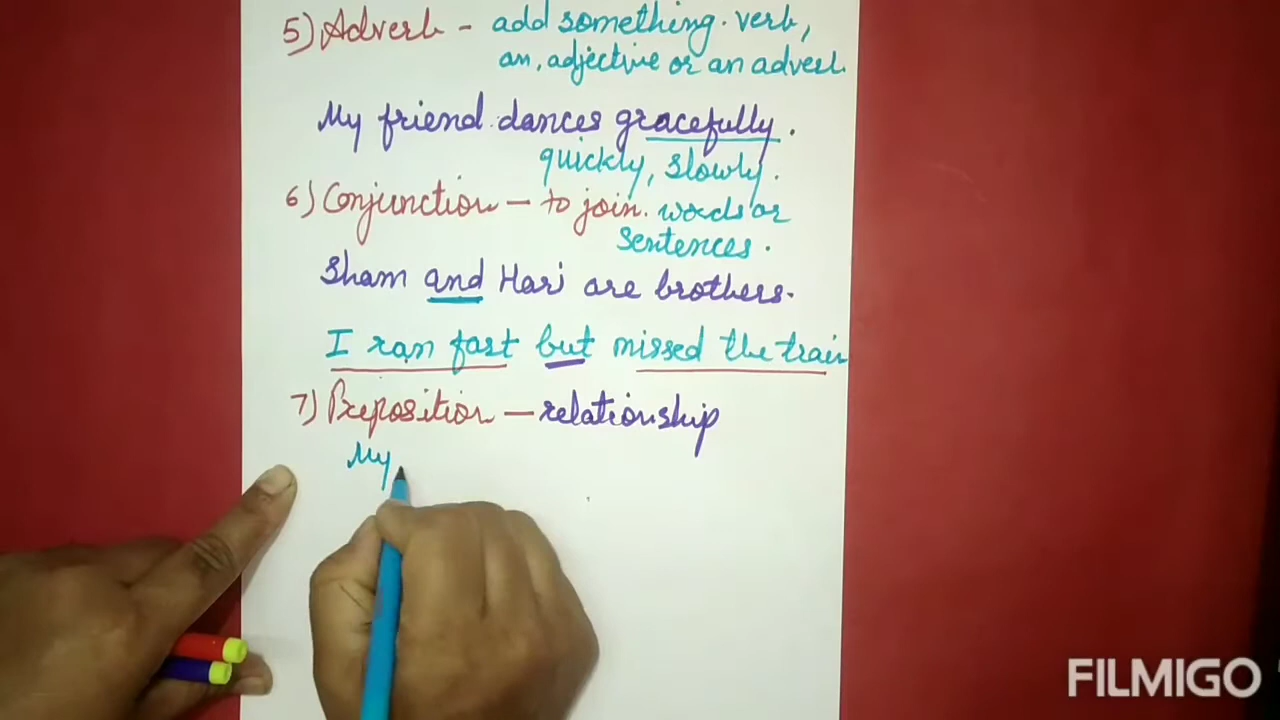 5) Adverb - add something. verb,
an, adjective or an adverb.
My friend dances gracefully.
quickly, slowly.
6) Conjunction - to join. words or
sentences.
Sham and Hari are brothers.
I ran fast but missed the train
7) Preposition - relationship
My
FILMIGO